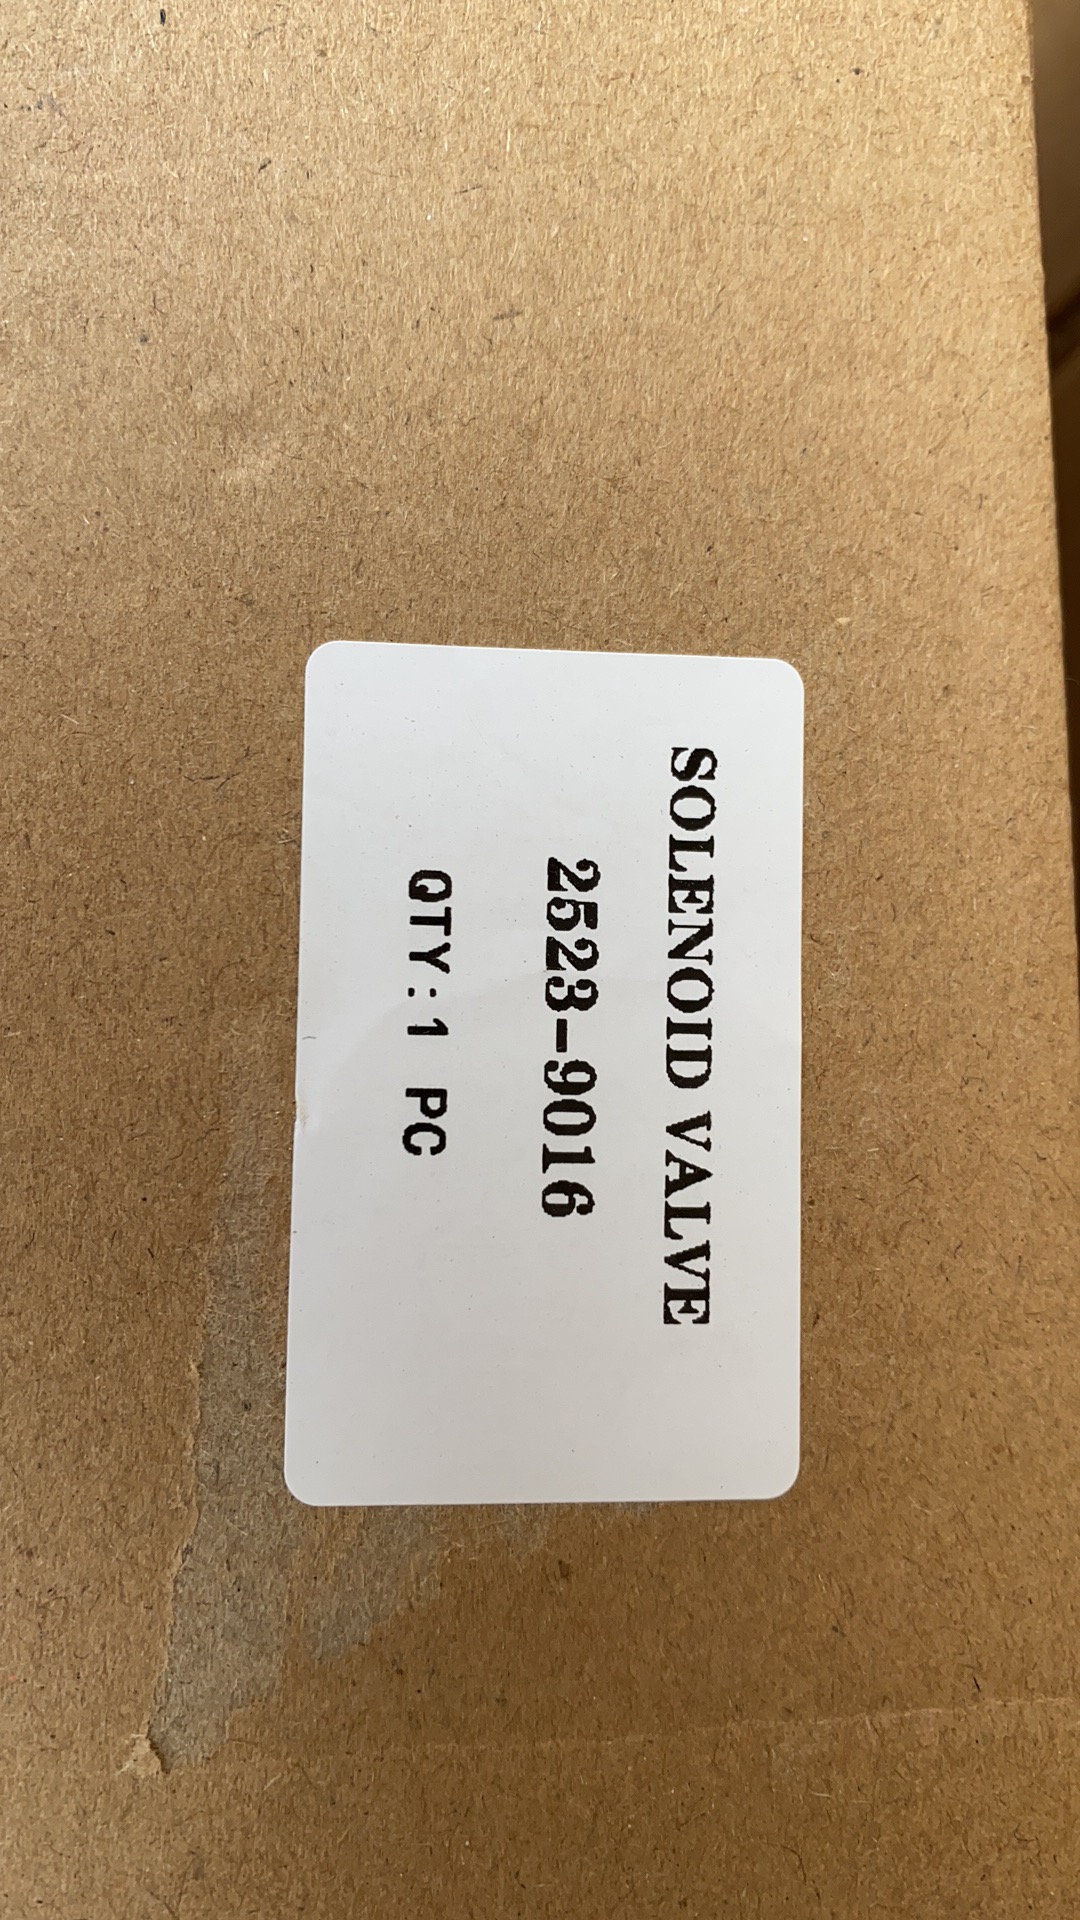 SOLENOID VALVE
2523-9016
QTY:1 PC